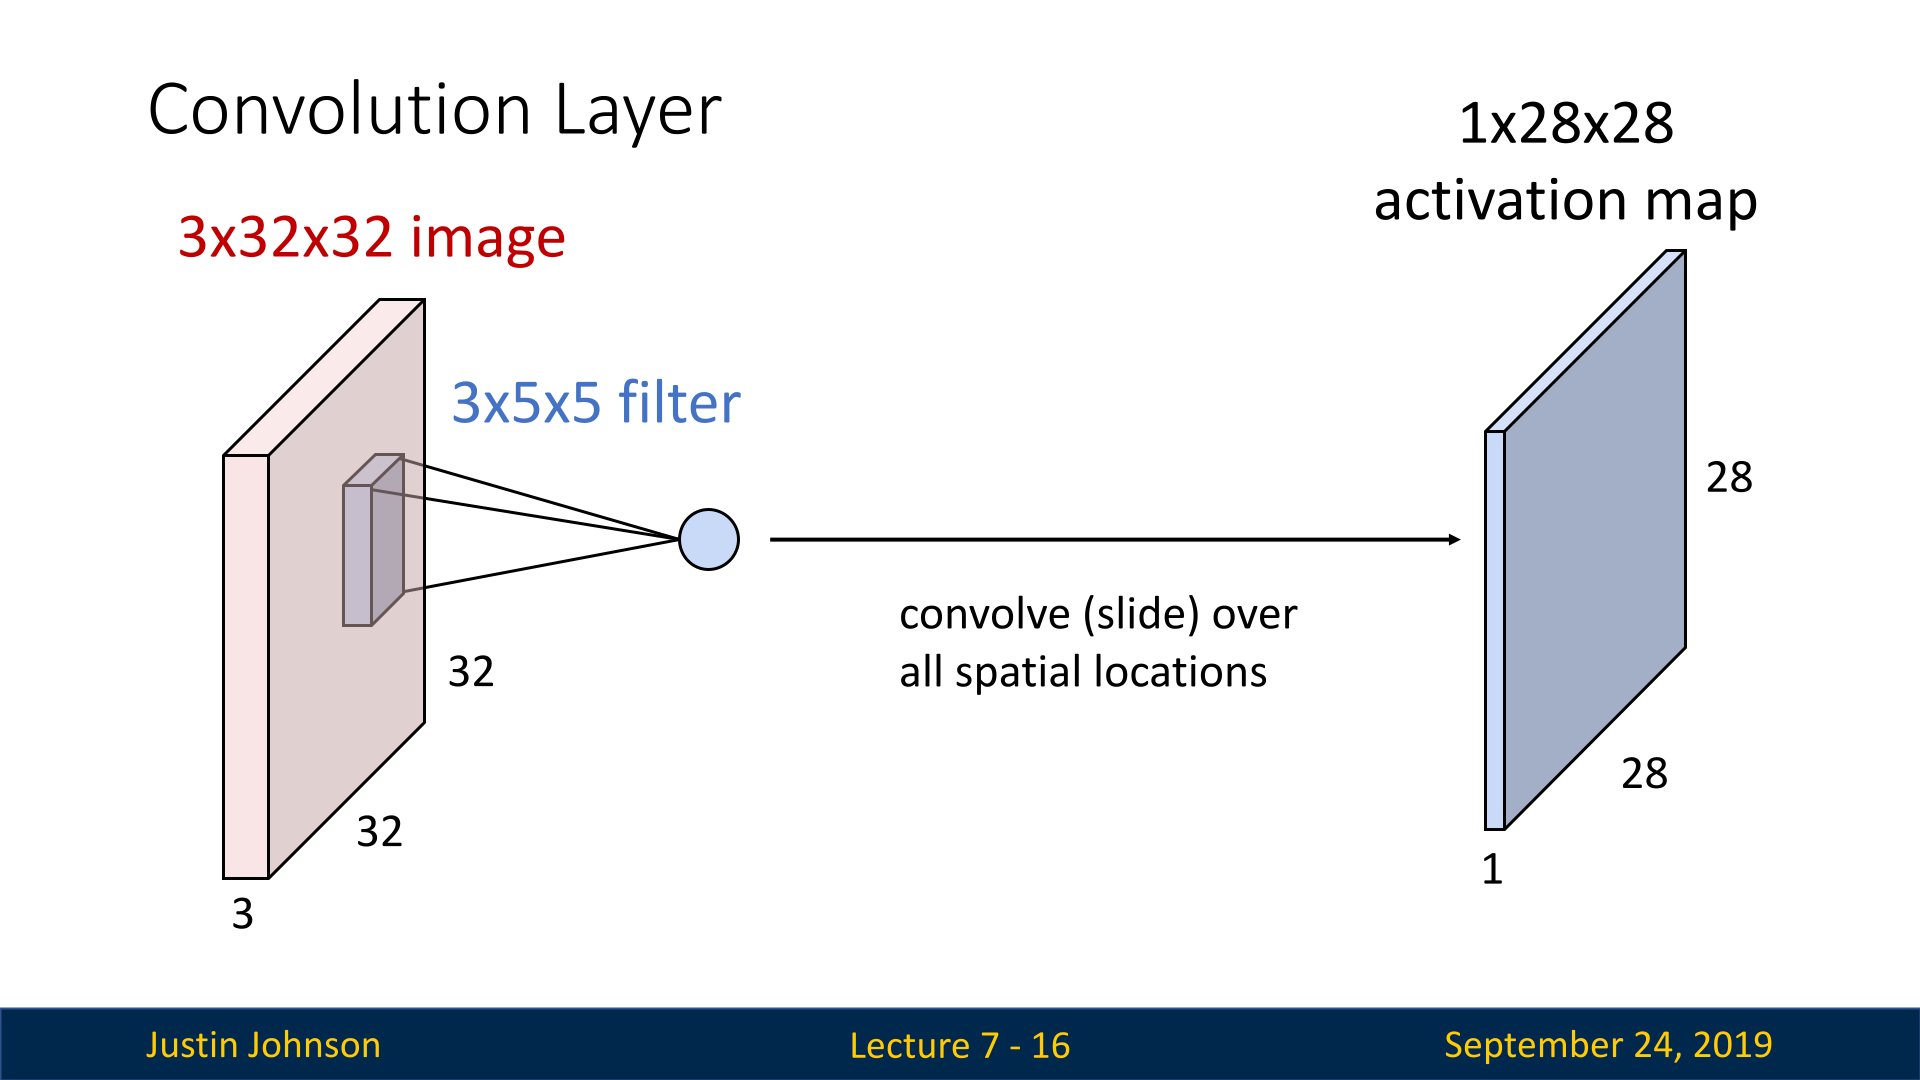 Convolution Layer
3x32x32 image
3x5x5 filter
32
32
3
convolve (slide) over
all spatial locations
1x28x28
activation map
28
28
1
Justin Johnson
Lecture 7 - 16
September 24, 2019